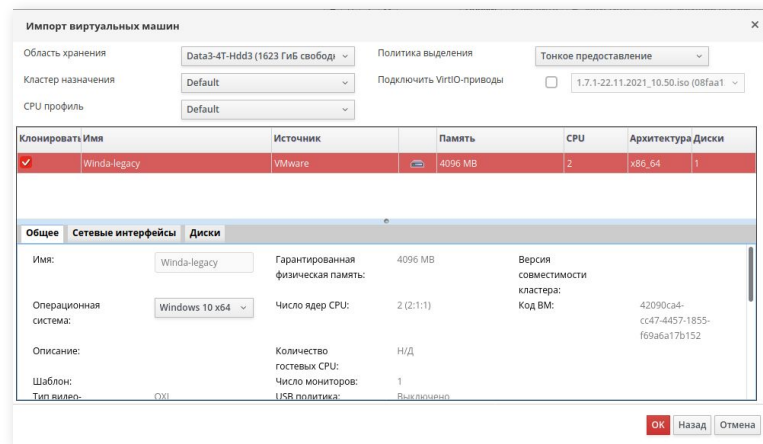 Импорт виртуальных машин
Область хранения Data3-4T-Hdd3 (1623 ГиБ свободн Политика выделения Тонкое предоставление
Кластер назначения Default Подключить VirtIO-приводы 1.7.1-22.11.2021_10.50.iso (08faa1
CPU профиль Default
Клонировать Имя Источник Память CPU Архитектура Диски
Winda-legacy VMware 4096 MB 2 x86_64 1
Общее Сетевые интерфейсы Диски
Имя: Winda-legacy Гарантированная 4096 MB Версия
физическая память: совместимости
кластера:
Операционная Windows 10 x64 Число ядер CPU: 2 (2:1:1) Код ВМ: 42090ca4-
система: cc47-4457-1855-
f69a6a17b152
Описание: Количество Н/Д
гостевых CPU:
Шаблон: Число мониторов: 1
Тип видео- QXL USB политика: Выключено
OK Назад Отмена